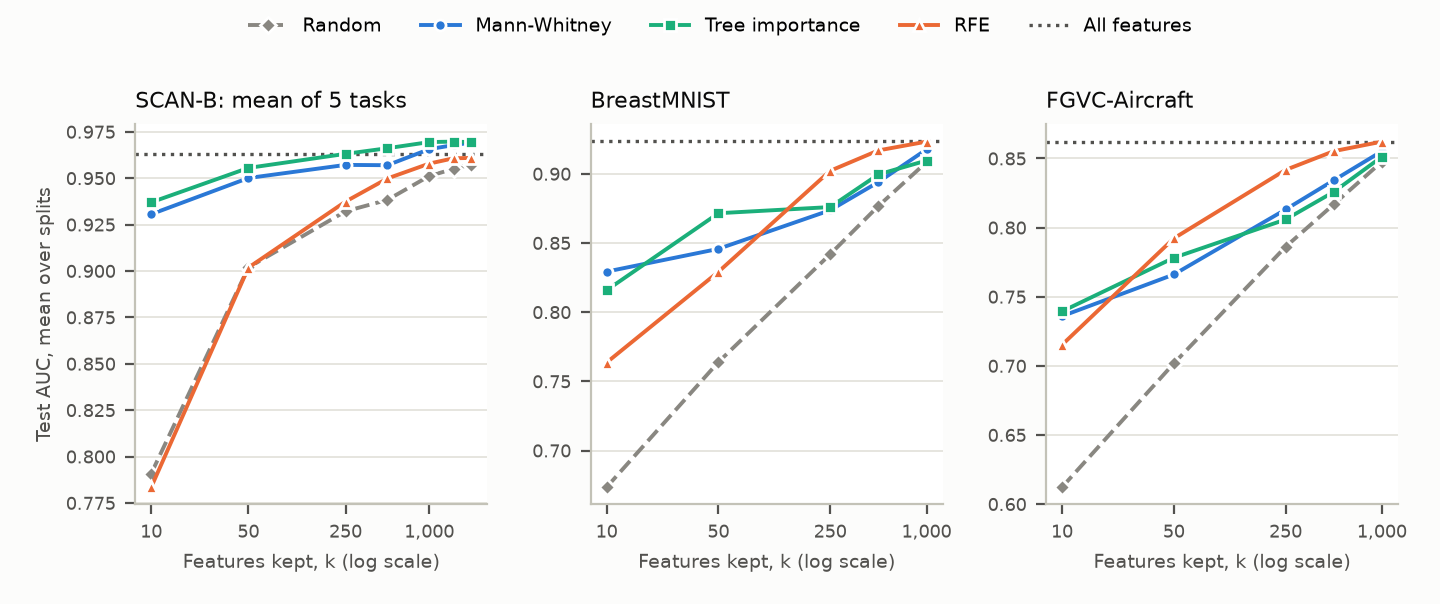 Random Mann-Whitney Tree importance RFE All features
SCAN-B: mean of 5 tasks
Test AUC, mean over splits
0.975
0.950
0.925
0.900
0.875
0.850
0.825
0.800
0.775
10 50 250 1,000
Features kept, k (log scale)
BreastMNIST
0.90
0.85
0.80
0.75
0.70
10 50 250 1,000
Features kept, k (log scale)
FGVC-Aircraft
0.85
0.80
0.75
0.70
0.65
0.60
10 50 250 1,000
Features kept, k (log scale)